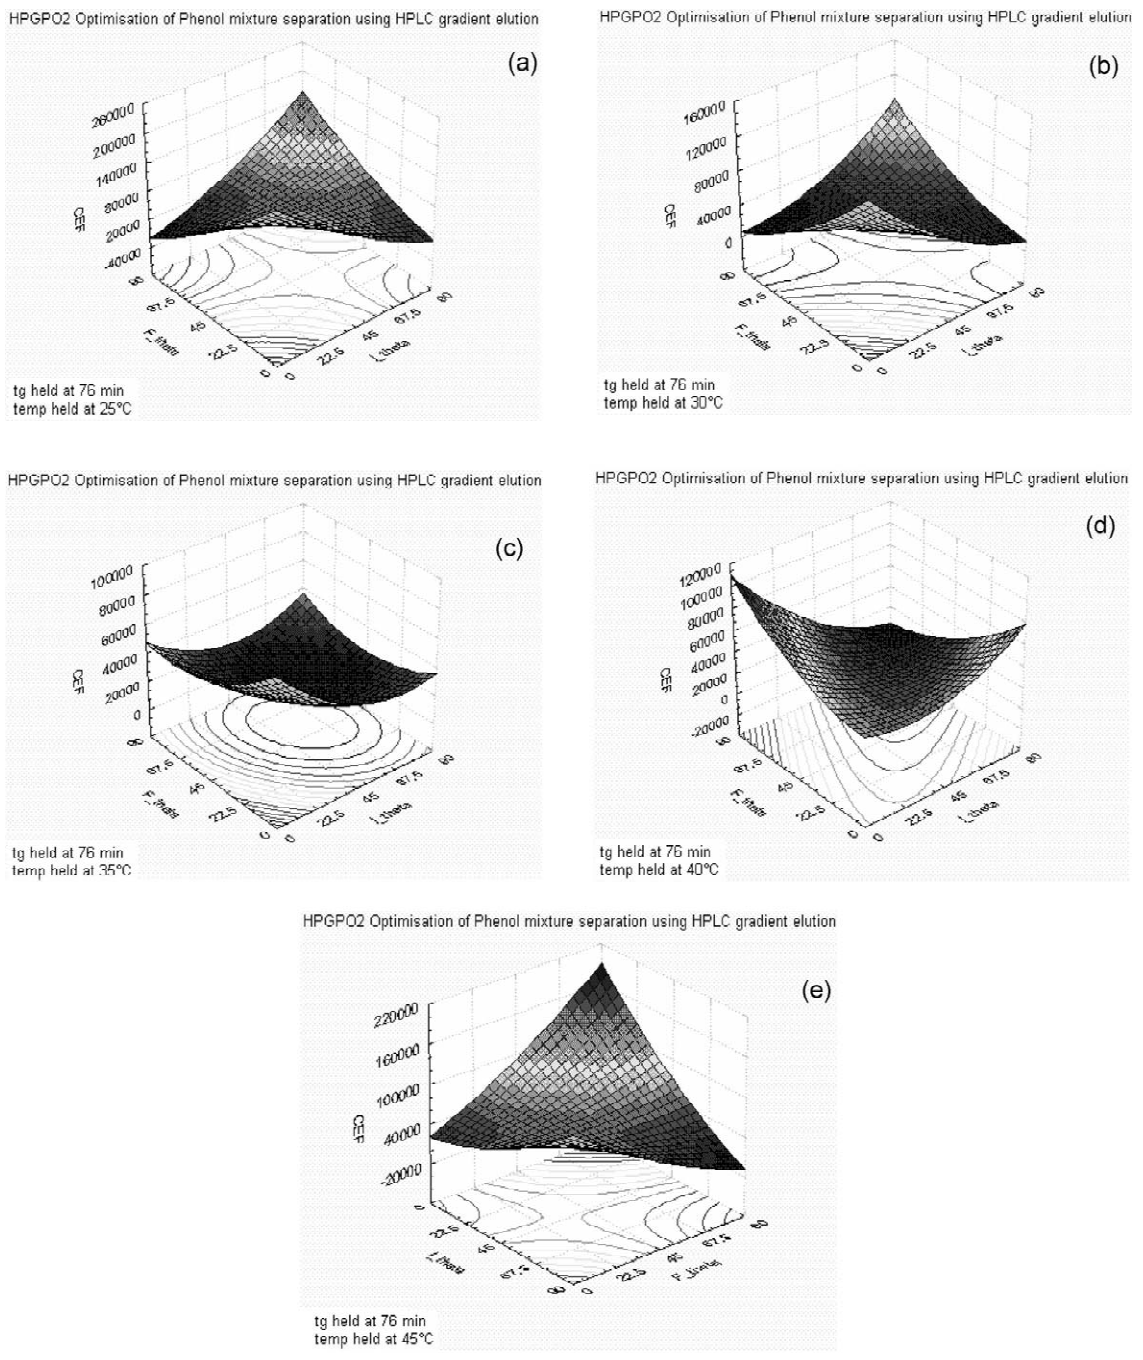 HPGPO2 Optimisation of Phenol mixture separation using HPLC gradient elution
(a)
260000
200000
140000
80000
20000
-40000
CEF
90
67.5
45
22.5
0
F_theta
0
22.5
45
67.5
90
I_theta
tg held at 76 min
temp held at 25°C
HPGPO2 Optimisation of Phenol mixture separation using HPLC gradient elution
(b)
160000
120000
80000
40000
0
CEF
90
67.5
45
22.5
0
F_theta
0
22.5
45
67.5
90
I_theta
tg held at 76 min
temp held at 30°C
HPGPO2 Optimisation of Phenol mixture separation using HPLC gradient elution
(c)
100000
80000
60000
40000
20000
0
CEF
90
67.5
45
22.5
0
F_theta
0
22.5
45
67.5
90
I_theta
tg held at 76 min
temp held at 35°C
HPGPO2 Optimisation of Phenol mixture separation using HPLC gradient elution
(d)
120000
100000
80000
60000
40000
20000
0
-20000
CEF
90
67.5
45
22.5
0
F_theta
0
22.5
45
67.5
90
I_theta
tg held at 76 min
temp held at 40°C
HPGPO2 Optimisation of Phenol mixture separation using HPLC gradient elution
(e)
220000
160000
100000
40000
-20000
CEF
0
22.5
45
67.5
90
I_theta
0
22.5
45
67.5
90
F_theta
tg held at 76 min
temp held at 45°C